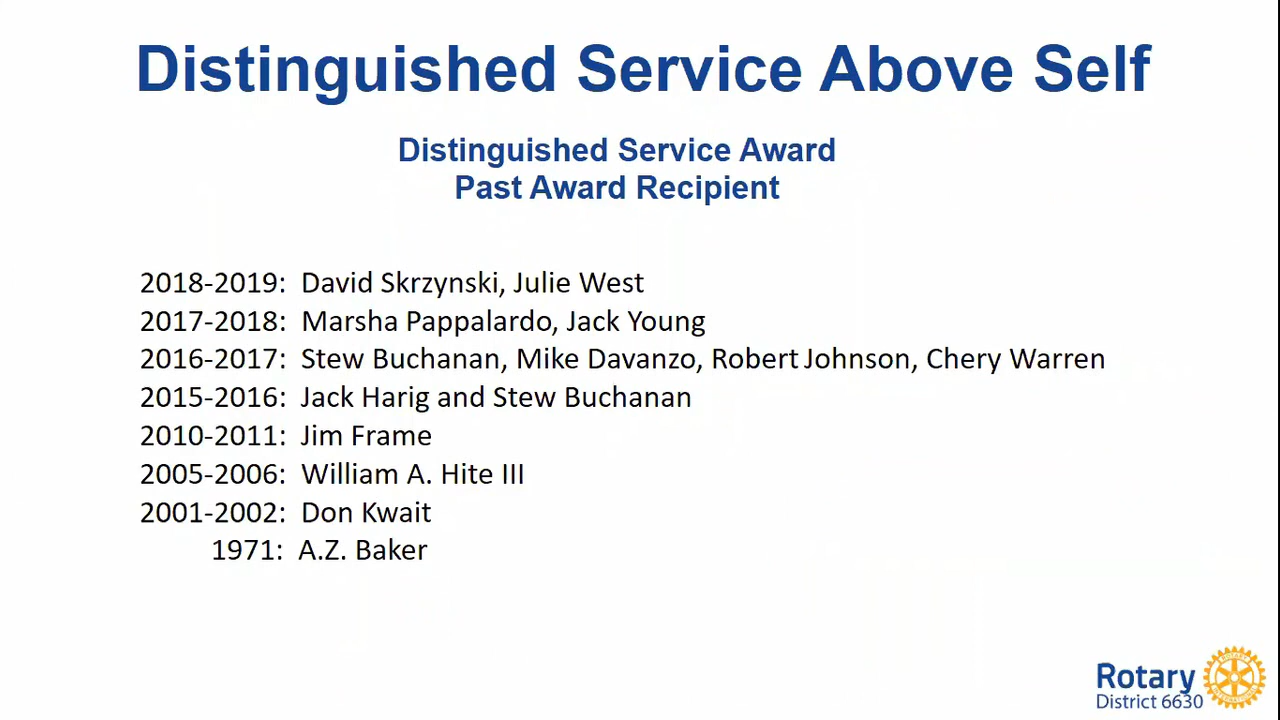 Distinguished Service Above Self
Distinguished Service Award
Past Award Recipient
2018-2019: David Skrzynski, Julie West
2017-2018: Marsha Pappalardo, Jack Young
2016-2017: Stew Buchanan, Mike Davanzo, Robert Johnson, Chery Warren
2015-2016: Jack Harig and Stew Buchanan
2010-2011: Jim Frame
2005-2006: William A. Hite III
2001-2002: Don Kwait
1971: A.Z. Baker
Rotary
District 6630
ROTARY
INTERNATIONAL